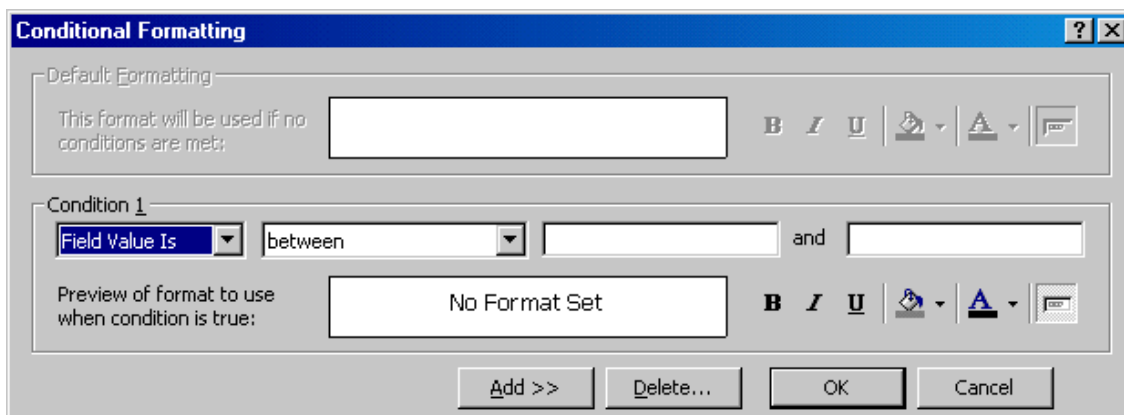 Conditional Formatting
Default Formatting
This format will be used if no
conditions are met:
B I U A
Condition 1
Field Value Is between and
Preview of format to use
when condition is true:
No Format Set
B I U A
Add >> Delete... OK Cancel